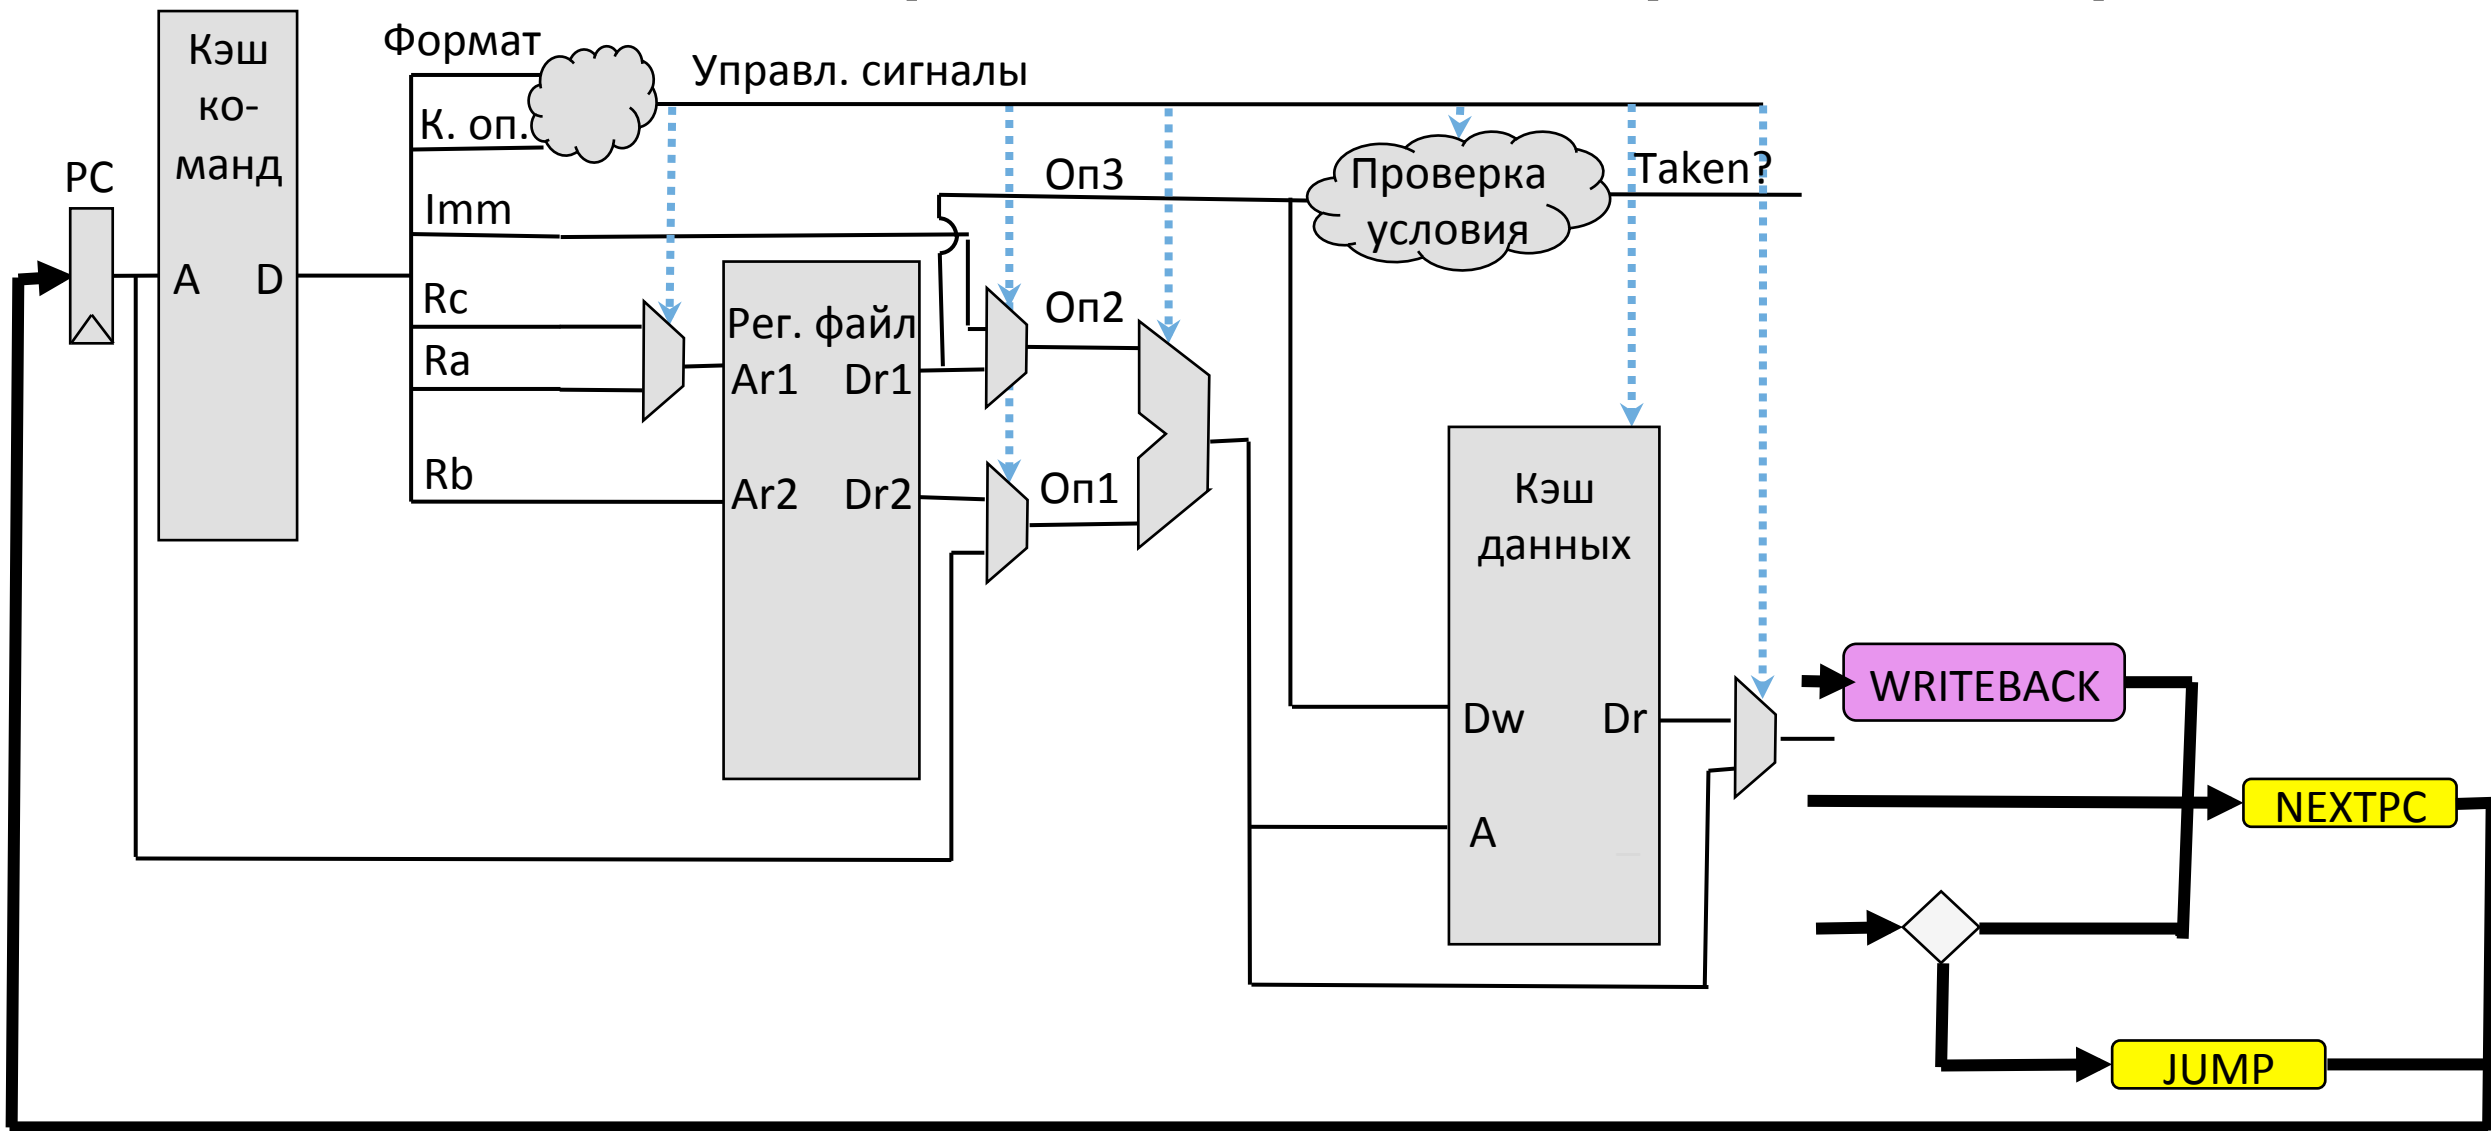 Кэш
ко-
манд
A
D
PC
Формат
К. оп.
Imm
Rc
Ra
Rb
Управл. сигналы
Рег. файл
Ar1
Dr1
Ar2
Dr2
Оп3
Оп2
Оп1
Проверка
условия
Taken?
Кэш
данных
Dw
Dr
A
WRITEBACK
NEXTPC
JUMP